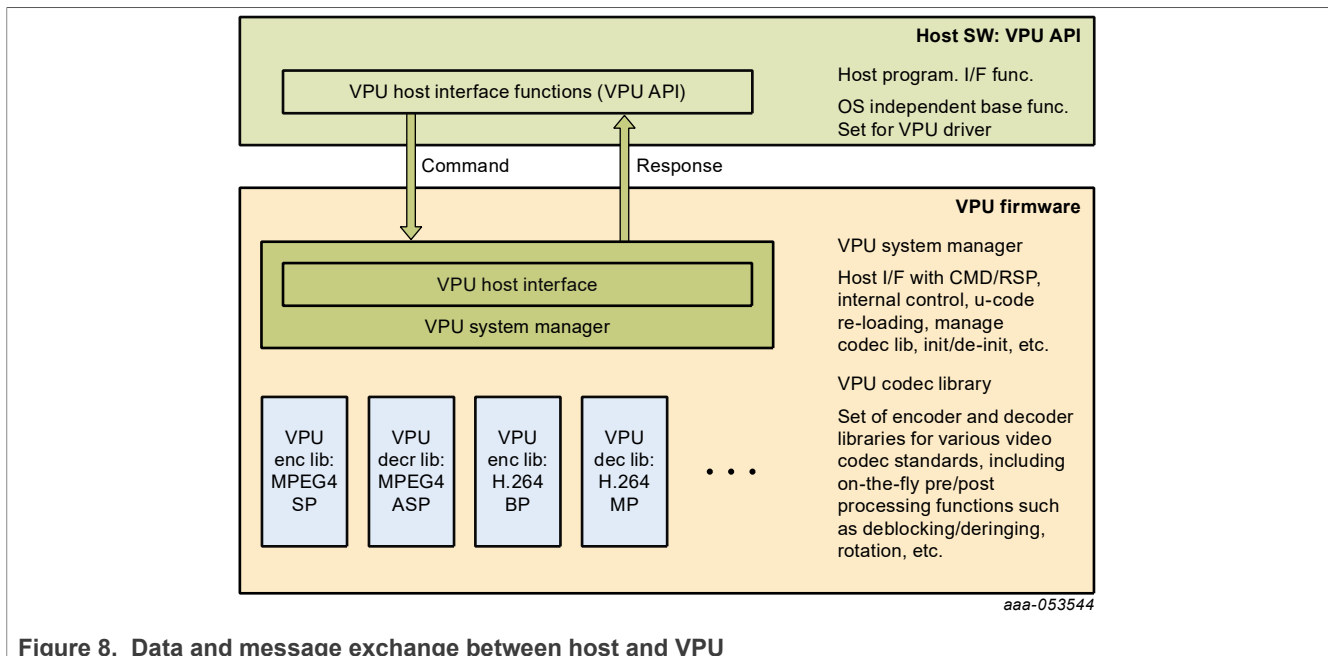 Host SW: VPU API
VPU host interface functions (VPU API)
Host program. I/F func.
OS independent base func.
Set for VPU driver
Command
Response
VPU firmware
VPU host interface
VPU system manager
VPU system manager
Host I/F with CMD/RSP,
internal control, u-code
re-loading, manage
codec lib, init/de-init, etc.
VPU
enc lib:
MPEG4
SP
VPU
decr lib:
MPEG4
ASP
VPU
enc lib:
H.264
BP
VPU
dec lib:
H.264
MP
. . .
VPU codec library
Set of encoder and decoder
libraries for various video
codec standards, including
on-the-fly pre/post
processing functions such
as deblocking/deringing,
rotation, etc.
aaa-053544
Figure 8. Data and message exchange between host and VPU